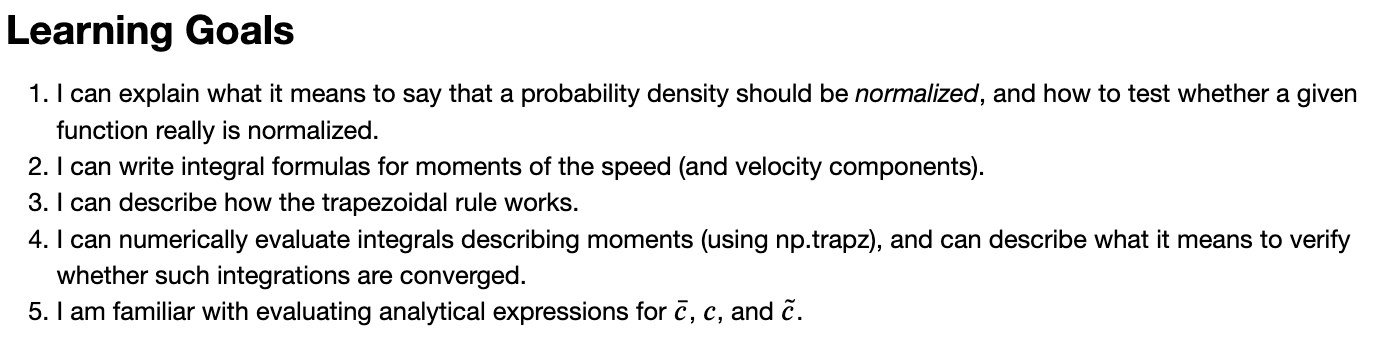 Learning Goals
1. I can explain what it means to say that a probability density should be normalized, and how to test whether a given
function really is normalized.
2. I can write integral formulas for moments of the speed (and velocity components).
3. I can describe how the trapezoidal rule works.
4. I can numerically evaluate integrals describing moments (using np.trapz), and can describe what it means to verify
whether such integrations are converged.
5. I am familiar with evaluating analytical expressions for c̄, c, and c̃.